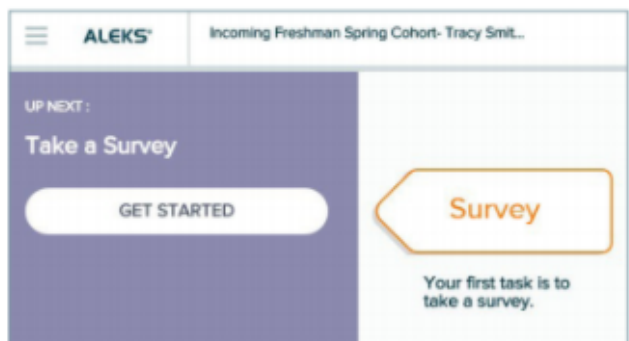 ALEKS®
Incoming Freshman Spring Cohort- Tracy Smit...
UP NEXT :
Take a Survey
GET STARTED
Survey
Your first task is to
take a survey.